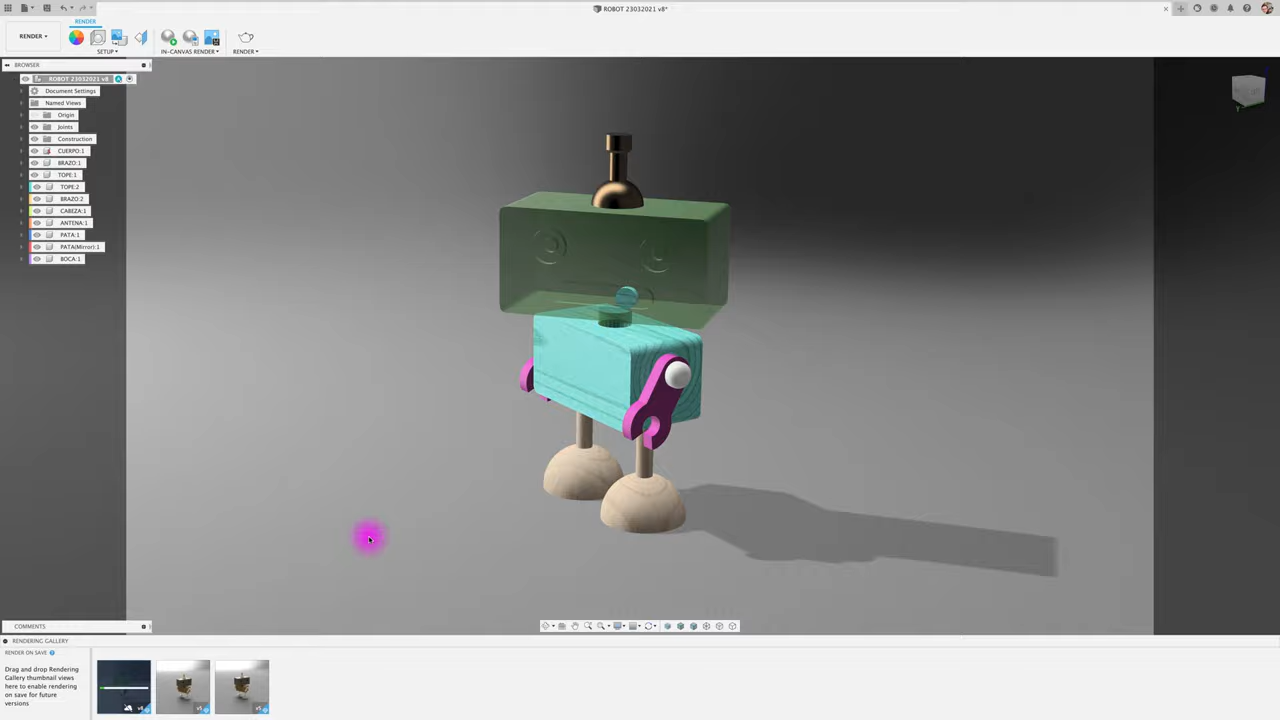 ROBOT 23032021 v8*
RENDER
RENDER
SETUP
IN-CANVAS RENDER
RENDER
BROWSER
ROBOT 23032021 v8
Document Settings
Named Views
Origin
Joints
Construction
CUERPO:1
BRAZO:1
TOPE:1
TOPE:2
BRAZO:2
CABEZA:1
ANTENA:1
PATA:1
PATA(Mirror):1
BOCA:1
COMMENTS
RENDERING GALLERY
RENDER ON SAVE
Drag and drop Rendering
Gallery thumbnail views
here to enable rendering
on save for future
versions